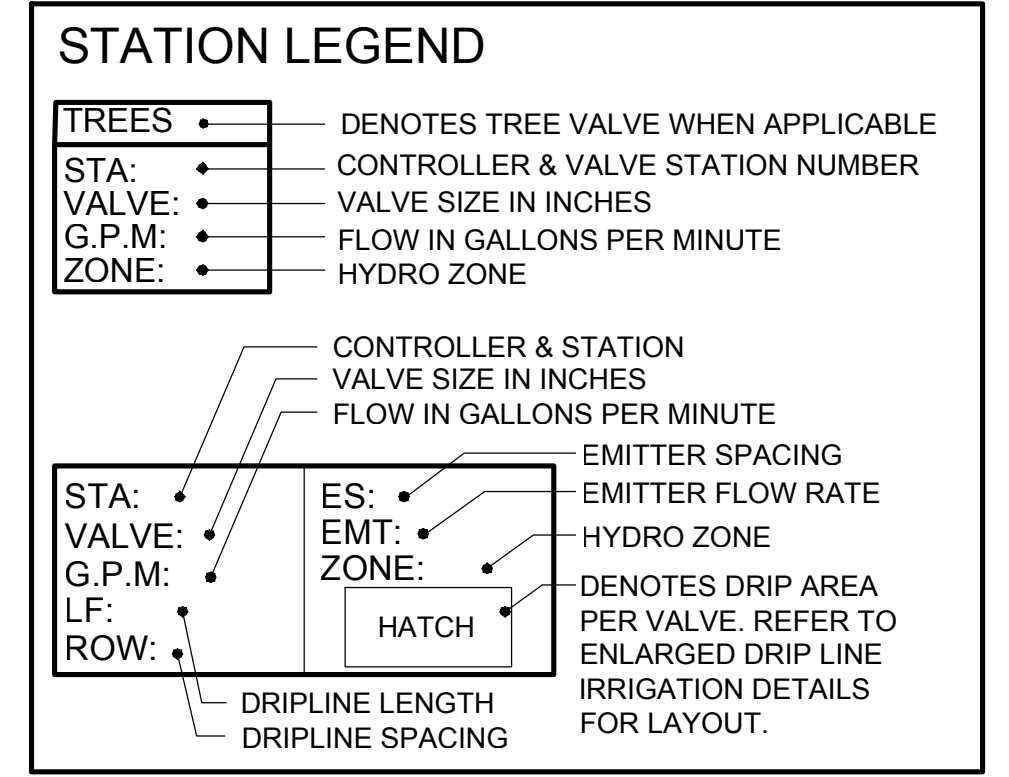 STATION LEGEND
TREES
DENOTES TREE VALVE WHEN APPLICABLE
STA:
CONTROLLER & VALVE STATION NUMBER
VALVE:
VALVE SIZE IN INCHES
G.P.M:
FLOW IN GALLONS PER MINUTE
ZONE:
HYDRO ZONE
CONTROLLER & STATION
VALVE SIZE IN INCHES
FLOW IN GALLONS PER MINUTE
STA:
VALVE:
G.P.M:
LF:
ROW:
ES:
EMT:
ZONE:
HATCH
EMITTER SPACING
EMITTER FLOW RATE
HYDRO ZONE
DENOTES DRIP AREA
PER VALVE. REFER TO
ENLARGED DRIP LINE
IRRIGATION DETAILS
FOR LAYOUT.
DRIPLINE LENGTH
DRIPLINE SPACING